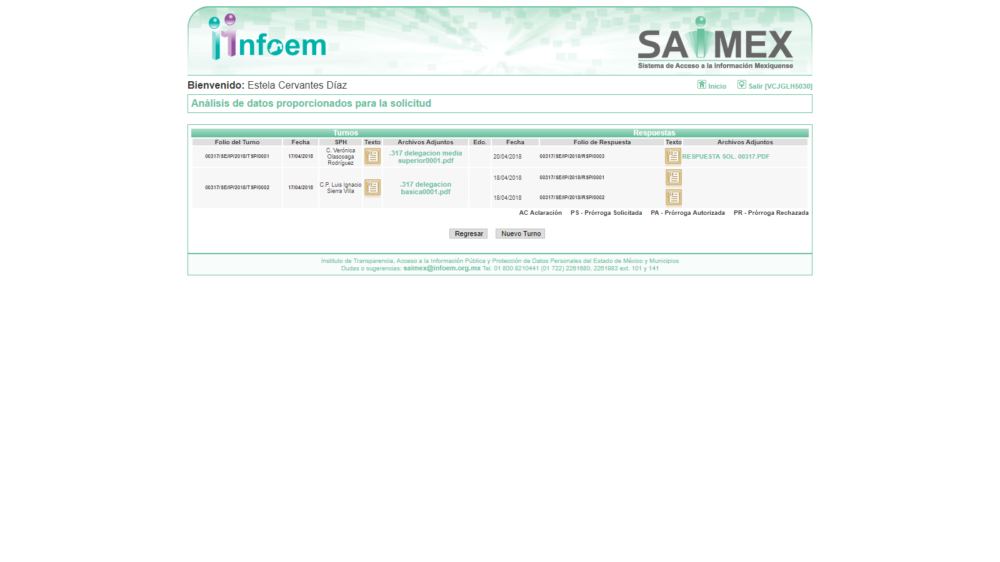 infoem
SAIMEX
Sistema de Acceso a la Información Mexiquense
Bienvenido: Estela Cervantes Díaz
Inicio Salir [VCJGLH5030]
Análisis de datos proporcionados para la solicitud
Turnos Respuestas
Folio del Turno Fecha SPH Texto Archivos Adjuntos Edo. Fecha Folio de Respuesta Texto Archivos Adjuntos
00317/SE/IP/2018/TSP/0001 17/04/2018 C. Verónica
Olascoaga
Rodríguez
.317 delegacion media
superior0001.pdf
20/04/2018 00317/SE/IP/2018/RSP/0003 RESPUESTA SOL. 00317.PDF
00317/SE/IP/2018/TSP/0002 17/04/2018 C.P. Luis Ignacio
Sierra Villa
.317 delegacion
basica0001.pdf
18/04/2018 00317/SE/IP/2018/RSP/0001
18/04/2018 00317/SE/IP/2018/RSP/0002
AC Aclaración PS - Prórroga Solicitada PA - Prórroga Autorizada PR - Prórroga Rechazada
Regresar Nuevo Turno
Instituto de Transparencia, Acceso a la Información Pública y Protección de Datos Personales del Estado de México y Municipios
Dudas o sugerencias: saimex@infoem.org.mx Tel. 01 800 8210441 (01 722) 2261680, 2261983 ext. 101 y 141